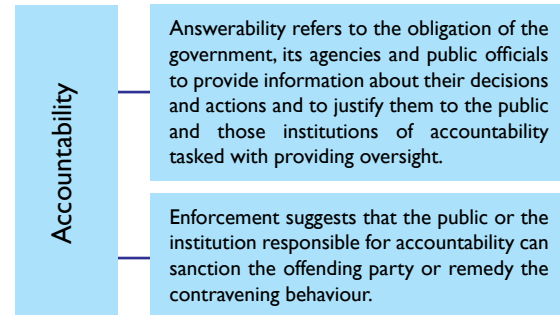 Accountability
Answerability refers to the obligation of the
government, its agencies and public officials
to provide information about their decisions
and actions and to justify them to the public
and those institutions of accountability
tasked with providing oversight.
Enforcement suggests that the public or the
institution responsible for accountability can
sanction the offending party or remedy the
contravening behaviour.